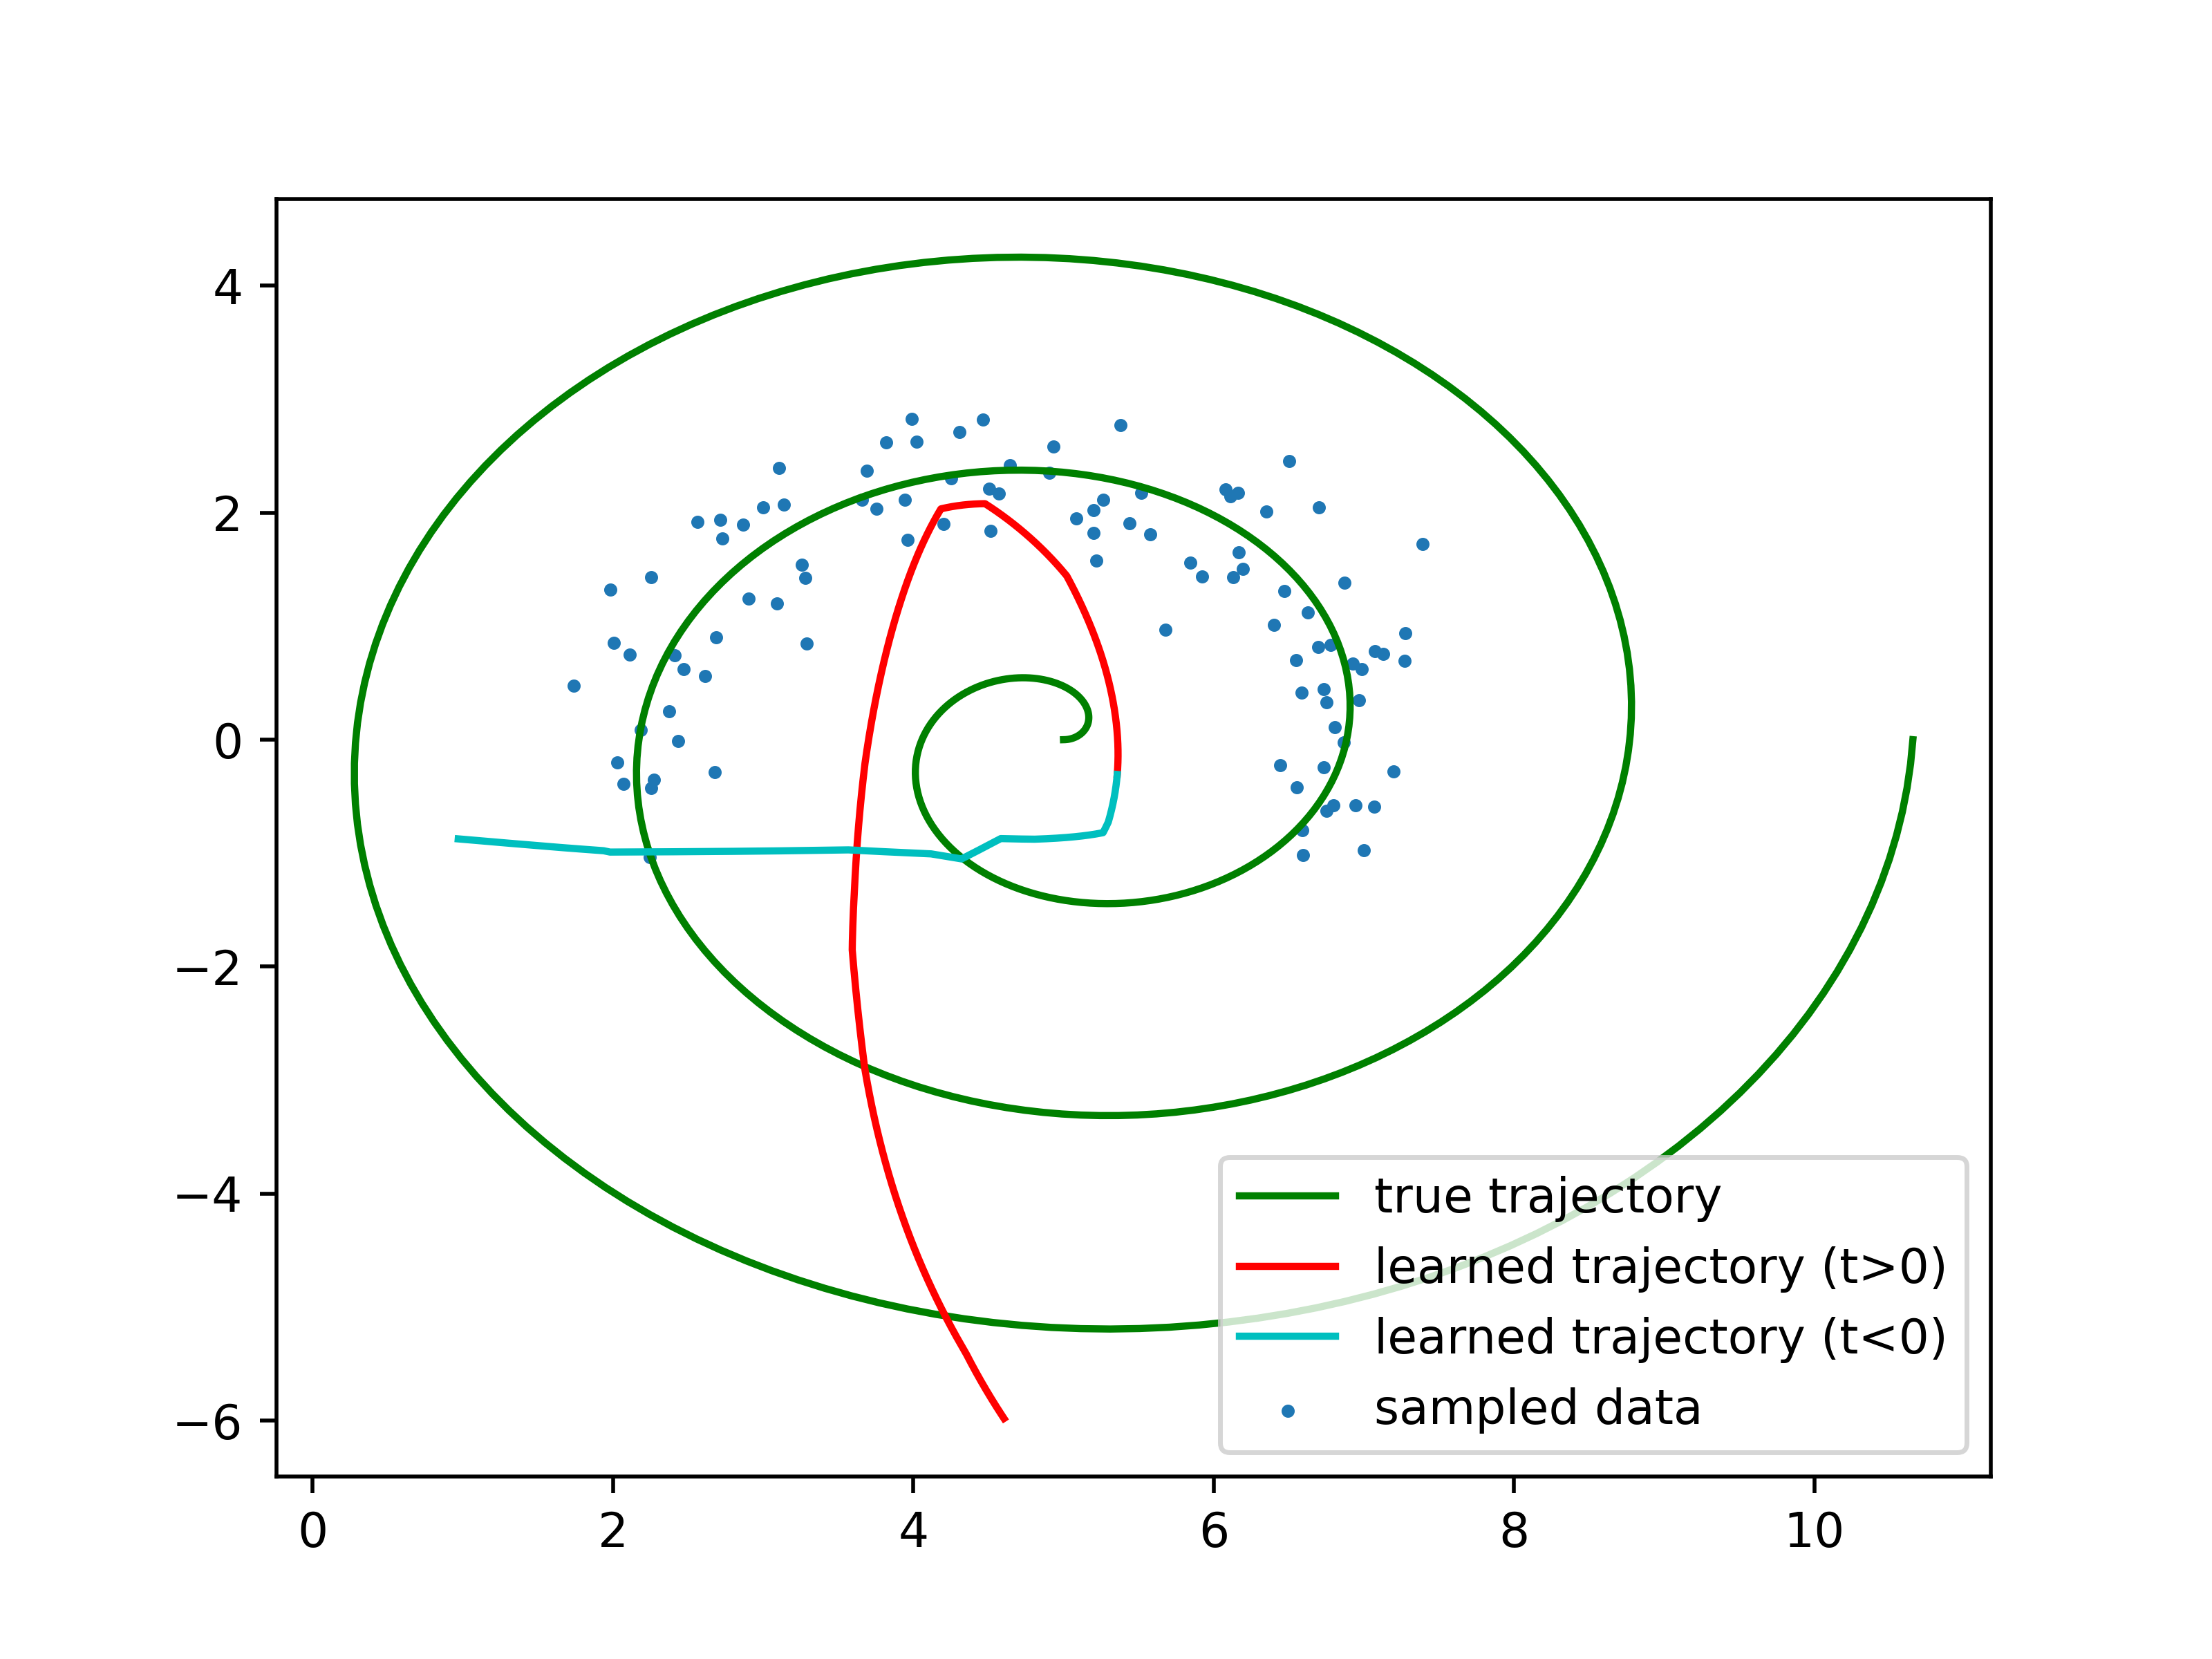 4
2
0
−2
−4
−6
0 2 4 6 8 10
true trajectory
learned trajectory (t>0)
learned trajectory (t<0)
sampled data